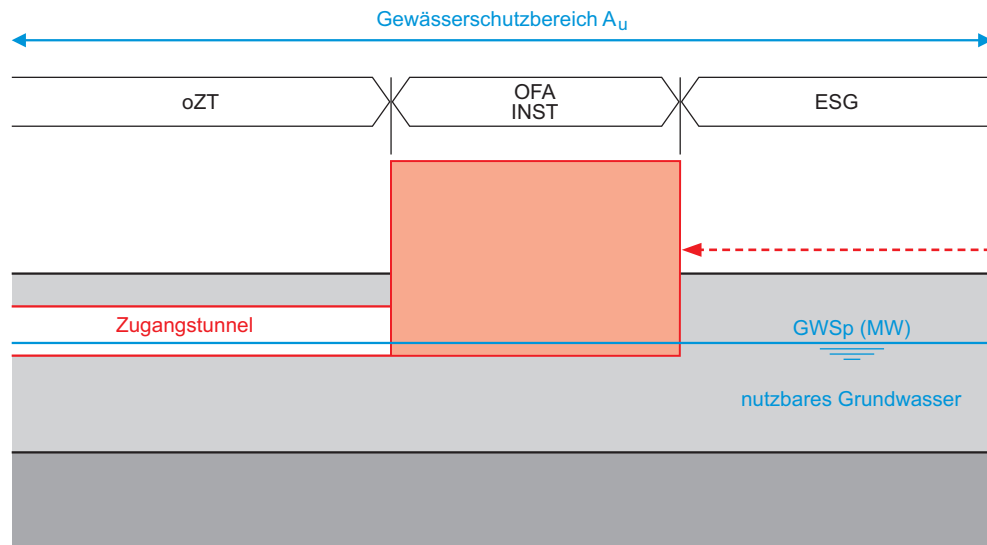 Gewässerschutzbereich Au
oZT
OFA
INST
ESG
Zugangstunnel
GWSp (MW)
nutzbares Grundwasser